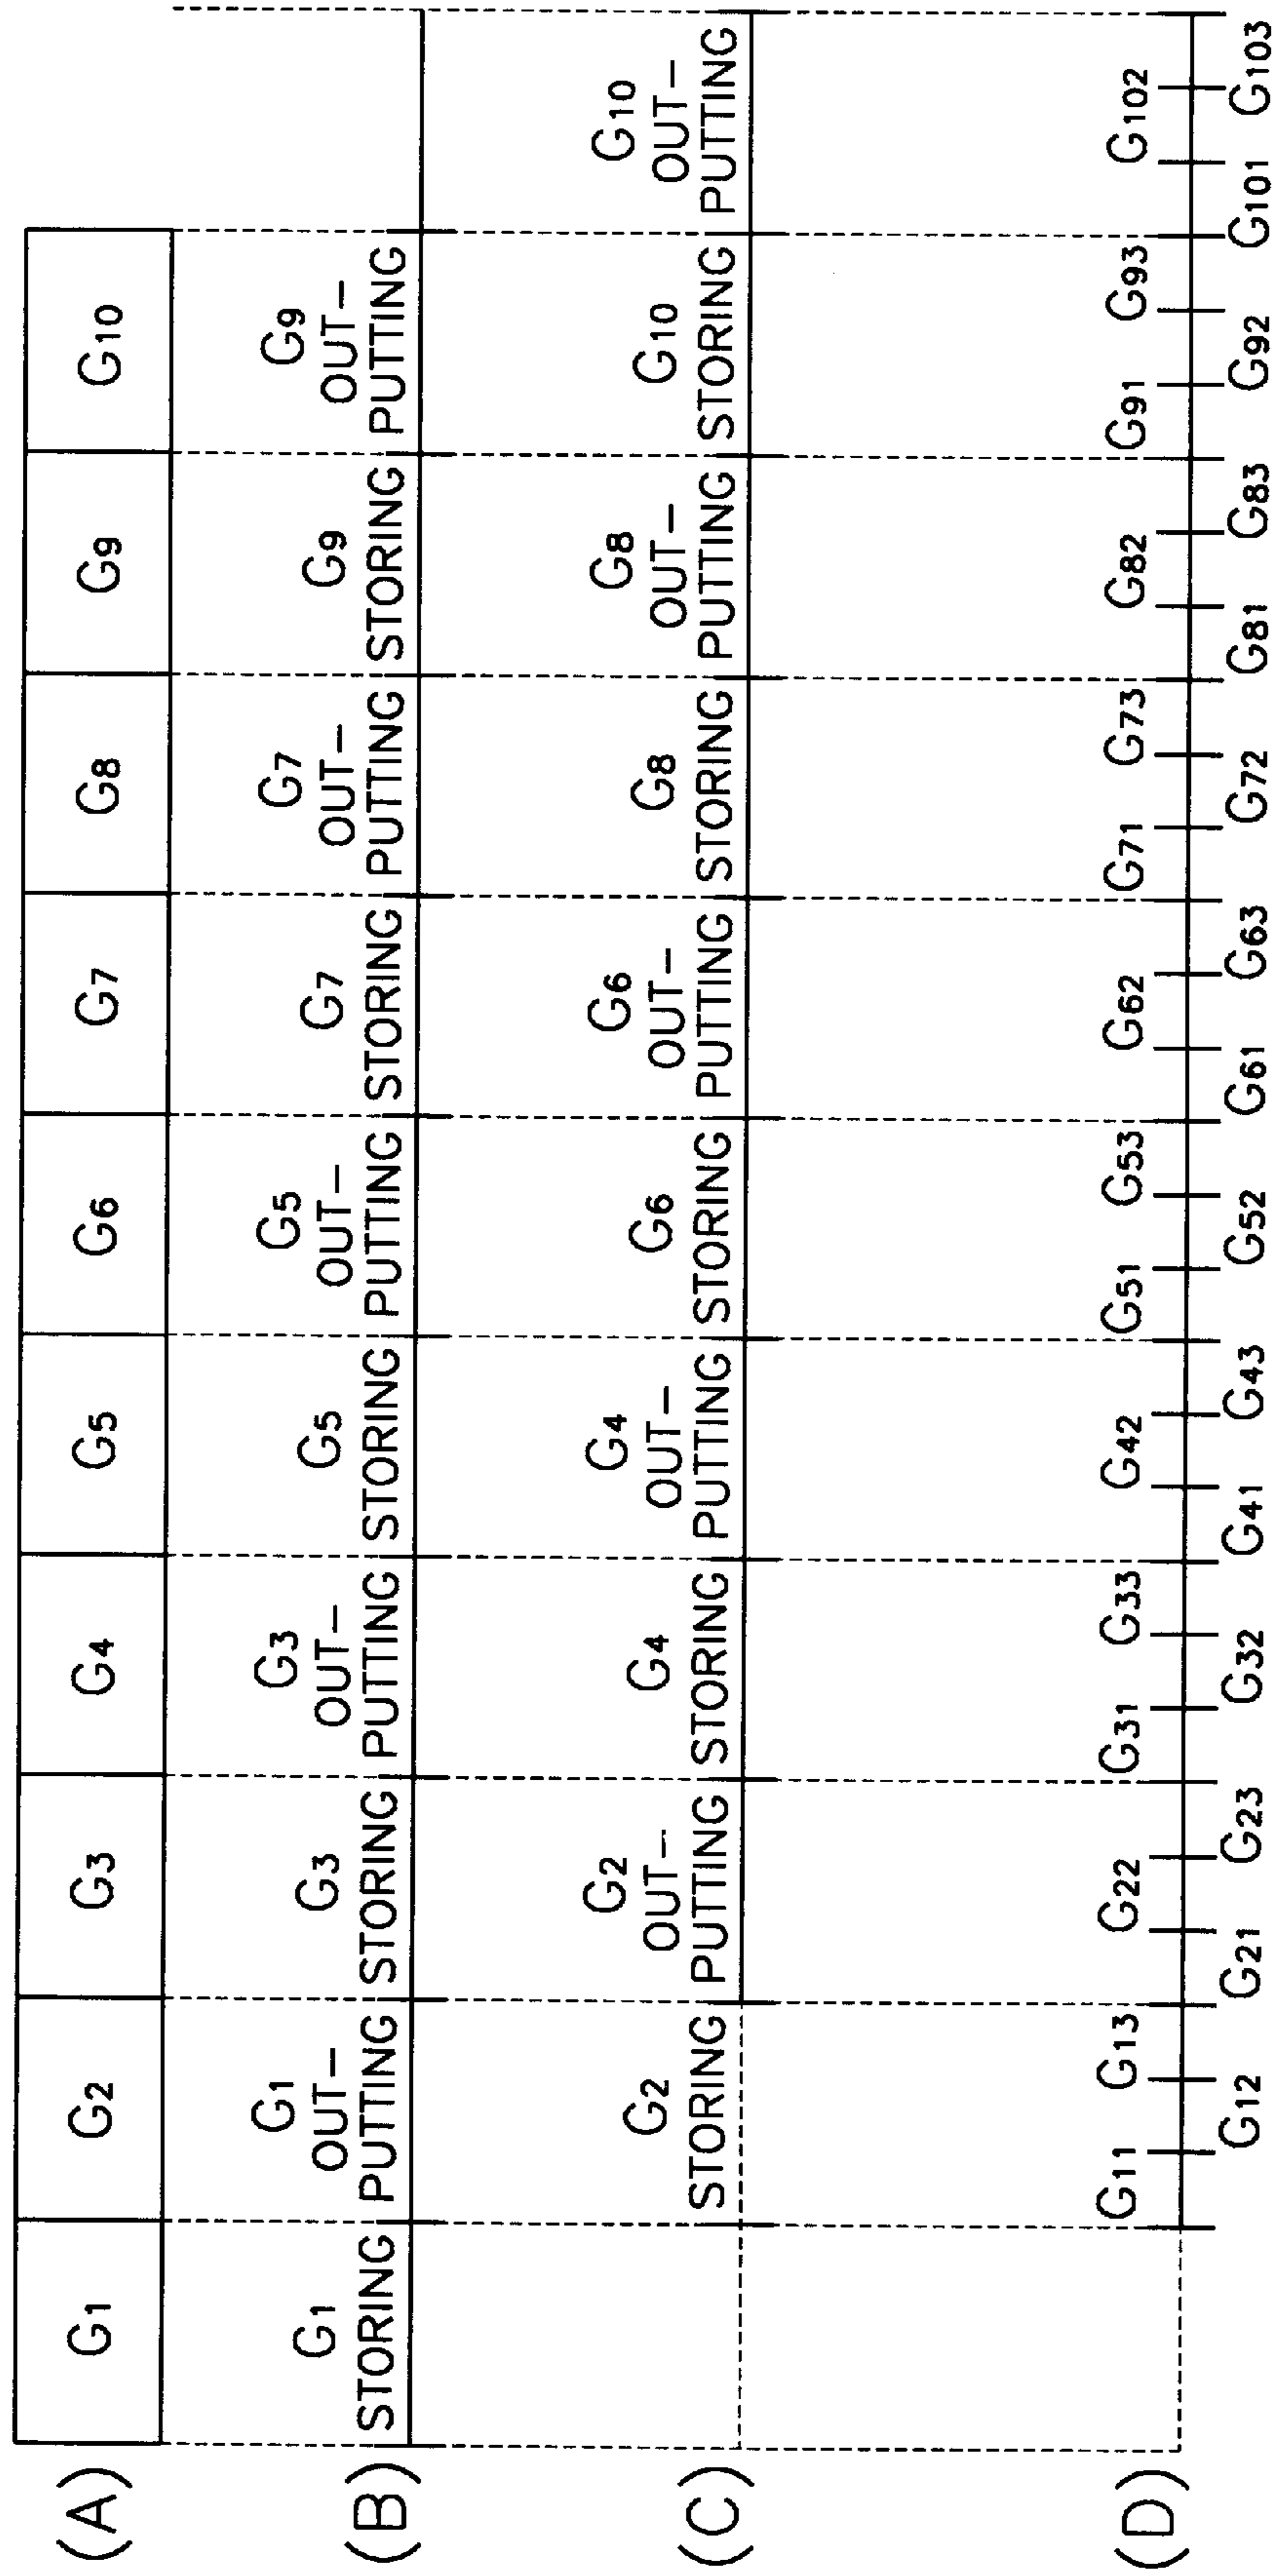 (A)
G1
G2
G3
G4
G5
G6
G7
G8
G9
G10
(B)
G1
STORING
G1
OUT-
PUTTING
G3
STORING
G3
OUT-
PUTTING
G5
STORING
G5
OUT-
PUTTING
G7
STORING
G7
OUT-
PUTTING
G9
STORING
G9
OUT-
PUTTING
(C)
G2
STORING
G2
OUT-
PUTTING
G4
STORING
G4
OUT-
PUTTING
G6
STORING
G6
OUT-
PUTTING
G8
STORING
G8
OUT-
PUTTING
G10
STORING
G10
OUT-
PUTTING
(D)
G11
G12
G13
G21
G22
G23
G31
G32
G33
G41
G42
G43
G51
G52
G53
G61
G62
G63
G71
G72
G73
G81
G82
G83
G91
G92
G93
G101
G102
G103